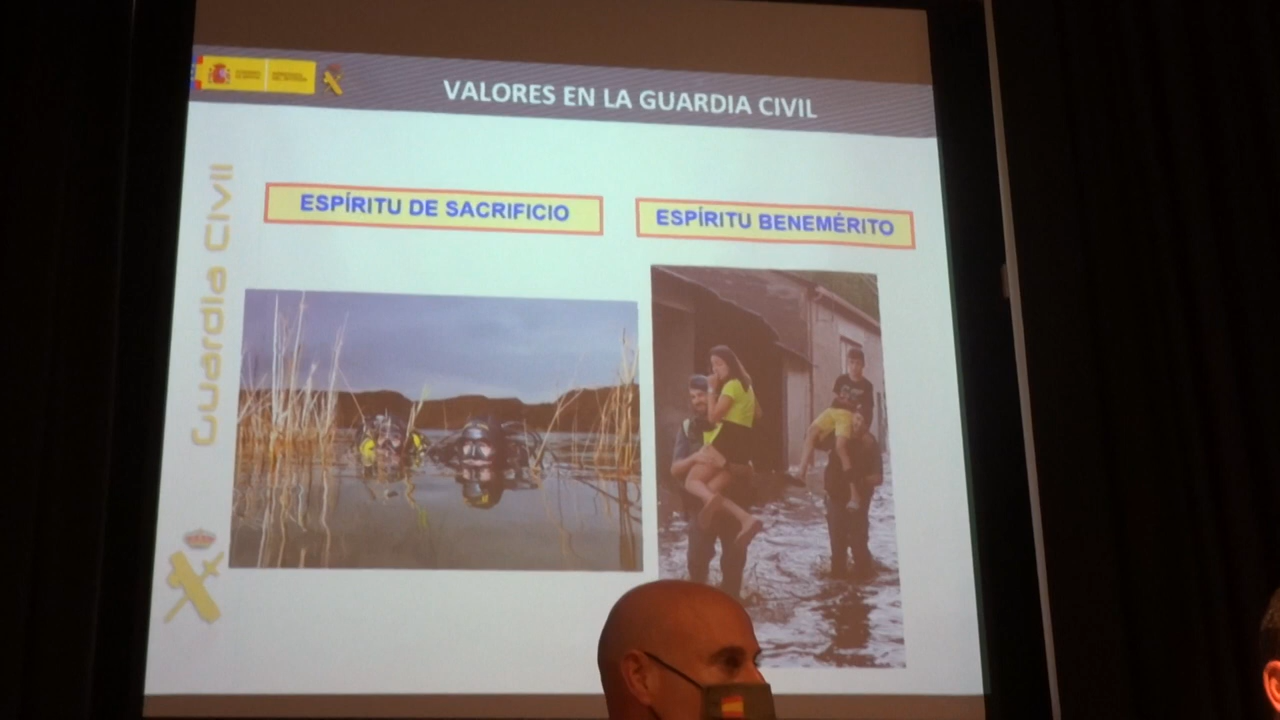 VALORES EN LA GUARDIA CIVIL
Guardia Civil
ESPÍRITU DE SACRIFICIO
ESPÍRITU BENEMÉRITO